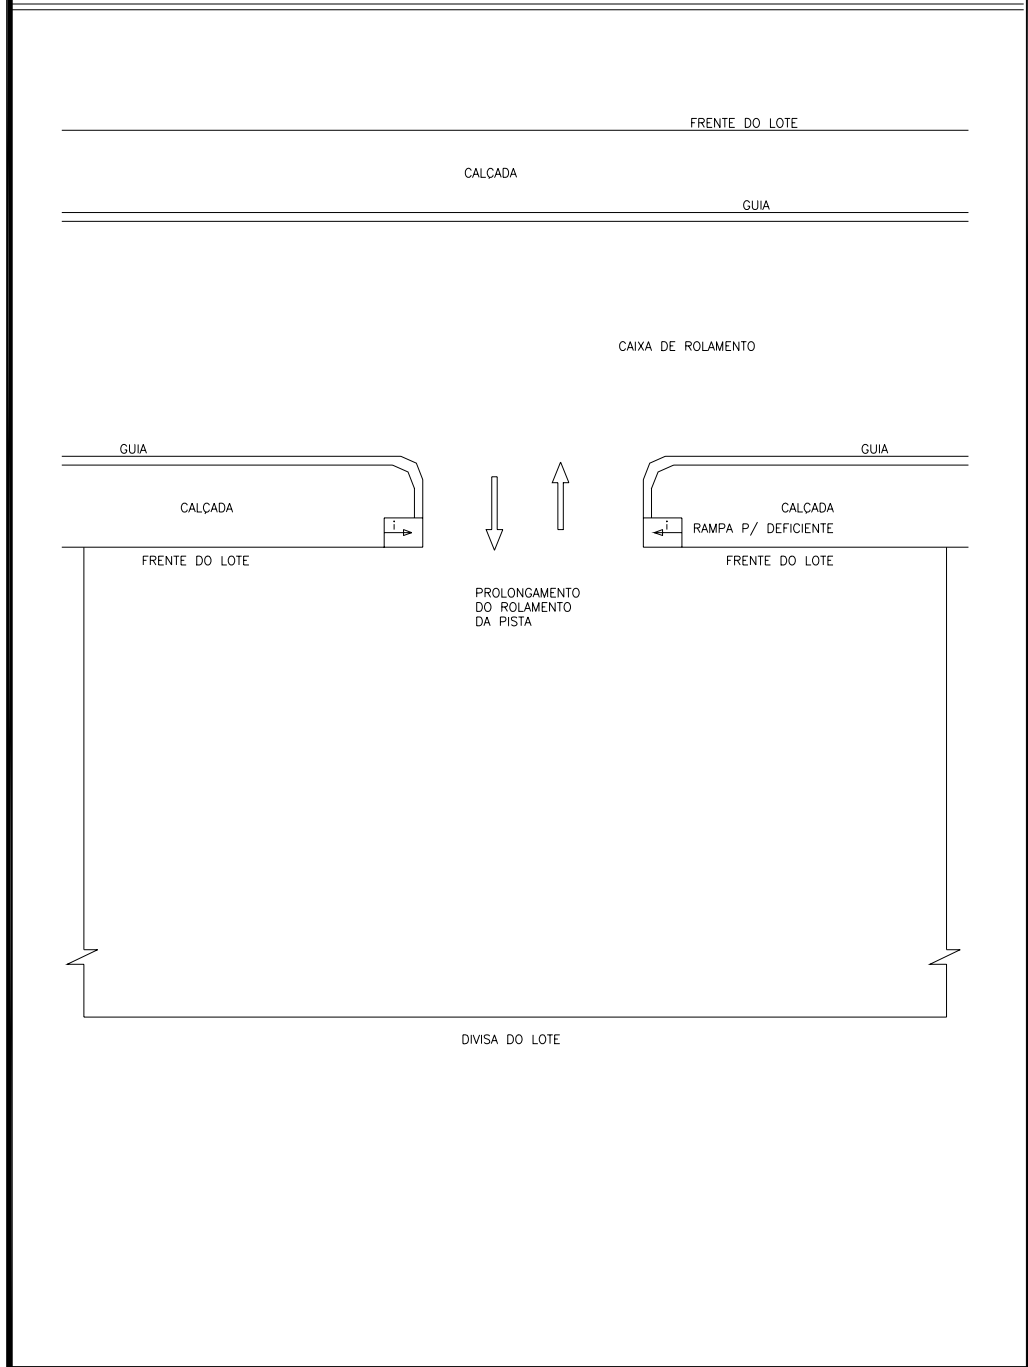 FRENTE DO LOTE
CALÇADA
GUIA
CAIXA DE ROLAMENTO
GUIA
GUIA
CALÇADA
CALÇADA
i
i
RAMPA P/ DEFICIENTE
FRENTE DO LOTE
FRENTE DO LOTE
PROLONGAMENTO
DO ROLAMENTO
DA PISTA
DIVISA DO LOTE